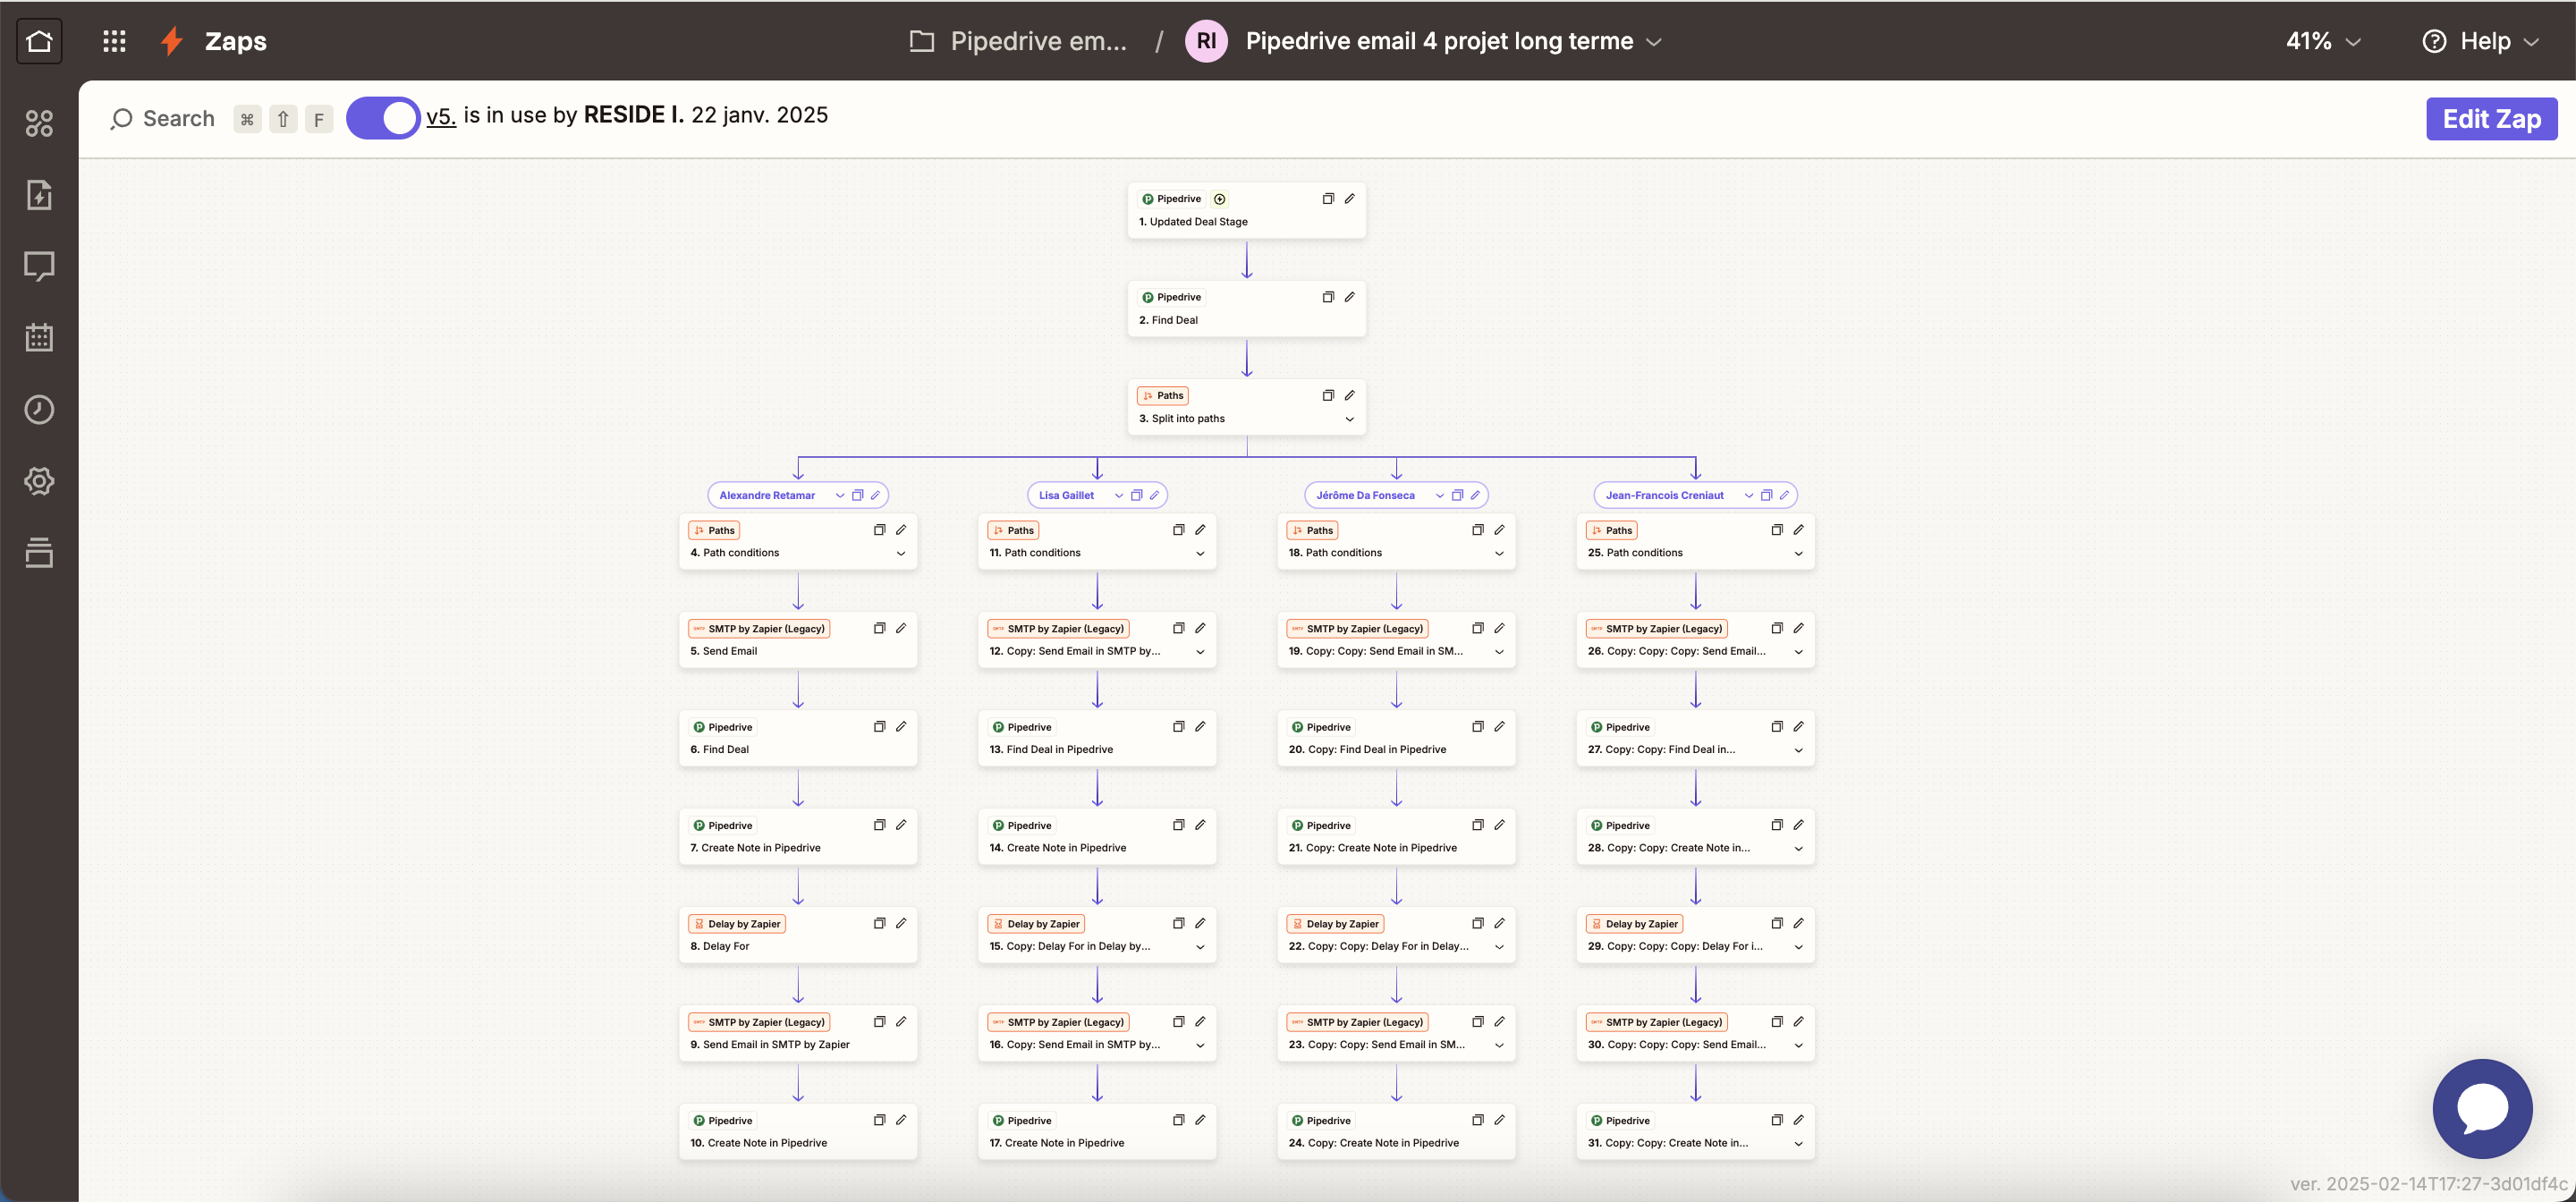 Zaps
Pipedrive em... / RI Pipedrive email 4 projet long terme
41%
Help
Search ⌘ ⇧ F
v5. is in use by RESIDE I. 22 janv. 2025
Edit Zap
Pipedrive
1. Updated Deal Stage
Pipedrive
2. Find Deal
Paths
3. Split into paths
Alexandre Retamar
Paths
4. Path conditions
SMTP by Zapier (Legacy)
5. Send Email
Pipedrive
6. Find Deal
Pipedrive
7. Create Note in Pipedrive
Delay by Zapier
8. Delay For
SMTP by Zapier (Legacy)
9. Send Email in SMTP by Zapier
Pipedrive
10. Create Note in Pipedrive
Lisa Gaillet
Paths
11. Path conditions
SMTP by Zapier (Legacy)
12. Copy: Send Email in SMTP by...
Pipedrive
13. Find Deal in Pipedrive
Pipedrive
14. Create Note in Pipedrive
Delay by Zapier
15. Copy: Delay For in Delay by...
SMTP by Zapier (Legacy)
16. Copy: Send Email in SMTP by...
Pipedrive
17. Create Note in Pipedrive
Jérôme Da Fonseca
Paths
18. Path conditions
SMTP by Zapier (Legacy)
19. Copy: Copy: Send Email in SM...
Pipedrive
20. Copy: Find Deal in Pipedrive
Pipedrive
21. Copy: Create Note in Pipedrive
Delay by Zapier
22. Copy: Copy: Delay For in Delay...
SMTP by Zapier (Legacy)
23. Copy: Copy: Send Email in SM...
Pipedrive
24. Copy: Create Note in Pipedrive
Jean-Francois Creniaut
Paths
25. Path conditions
SMTP by Zapier (Legacy)
26. Copy: Copy: Copy: Send Email...
Pipedrive
27. Copy: Copy: Find Deal in...
Pipedrive
28. Copy: Copy: Create Note in...
Delay by Zapier
29. Copy: Copy: Copy: Delay For i...
SMTP by Zapier (Legacy)
30. Copy: Copy: Copy: Send Email...
Pipedrive
31. Copy: Copy: Create Note in...
ver. 2025-02-14T17:27-3d01df4c